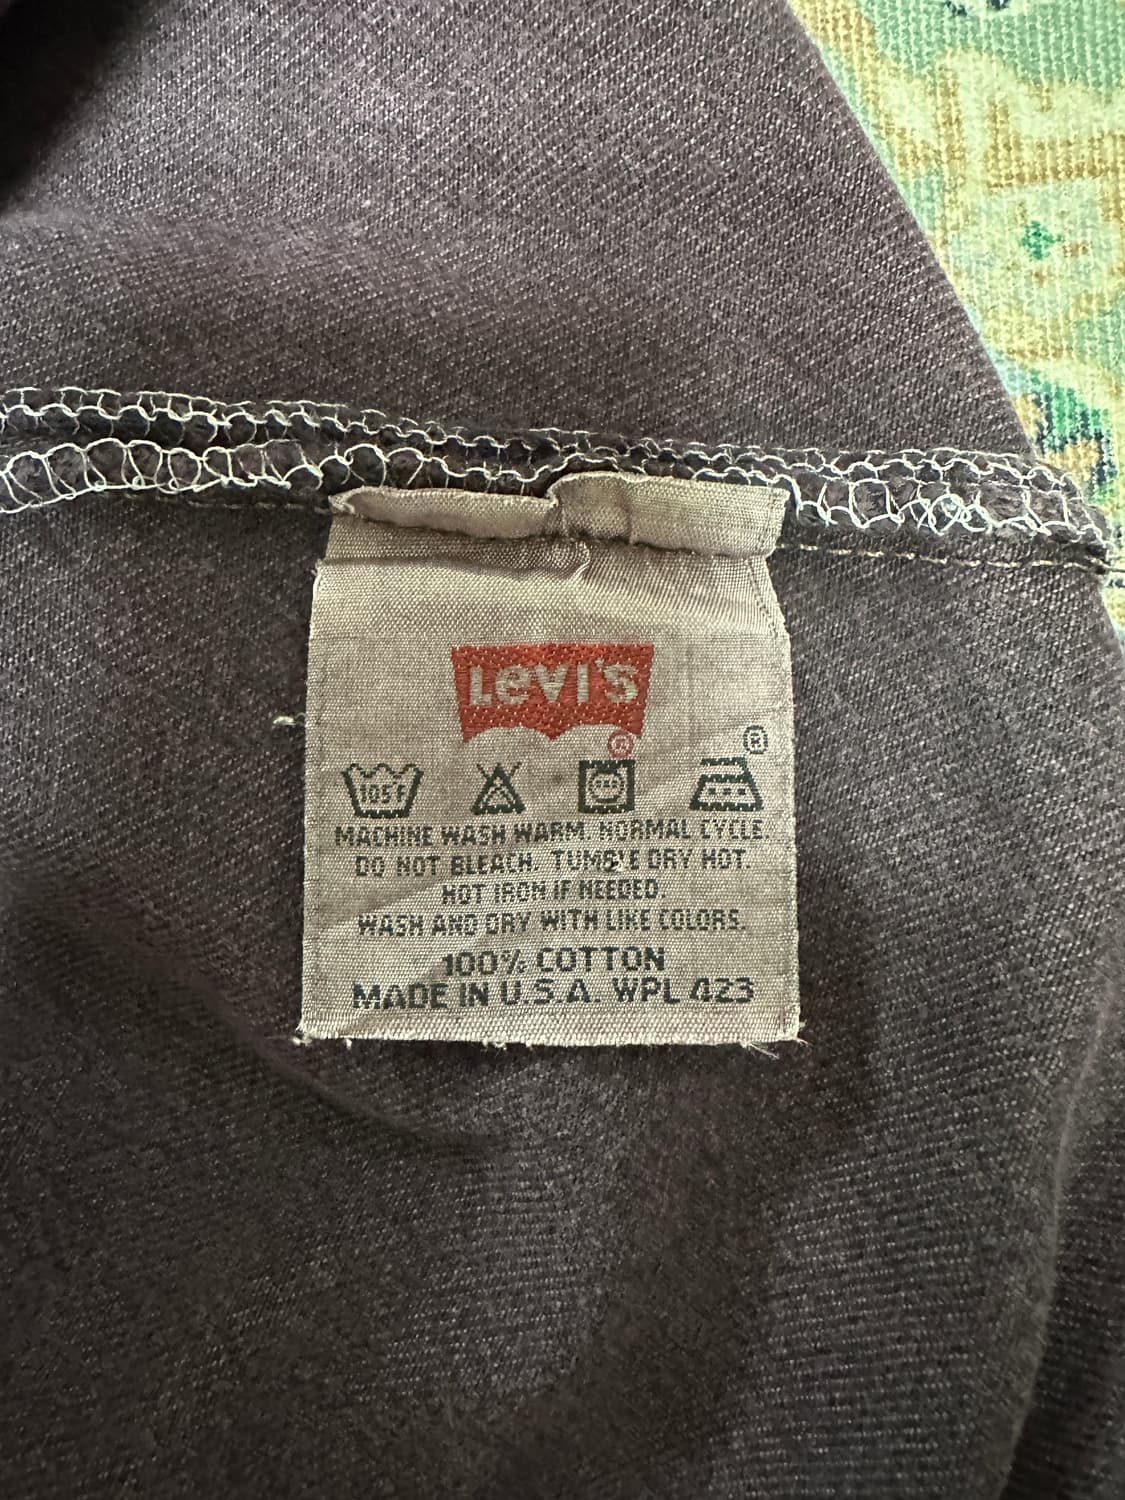 Levi's
®
®
105F
MACHINE WASH WARM. NORMAL CYCLE.
DO NOT BLEACH. TUMBLE DRY HOT.
HOT IRON IF NEEDED.
WASH AND DRY WITH LIKE COLORS.
100% COTTON
MADE IN U.S.A. WPL 423